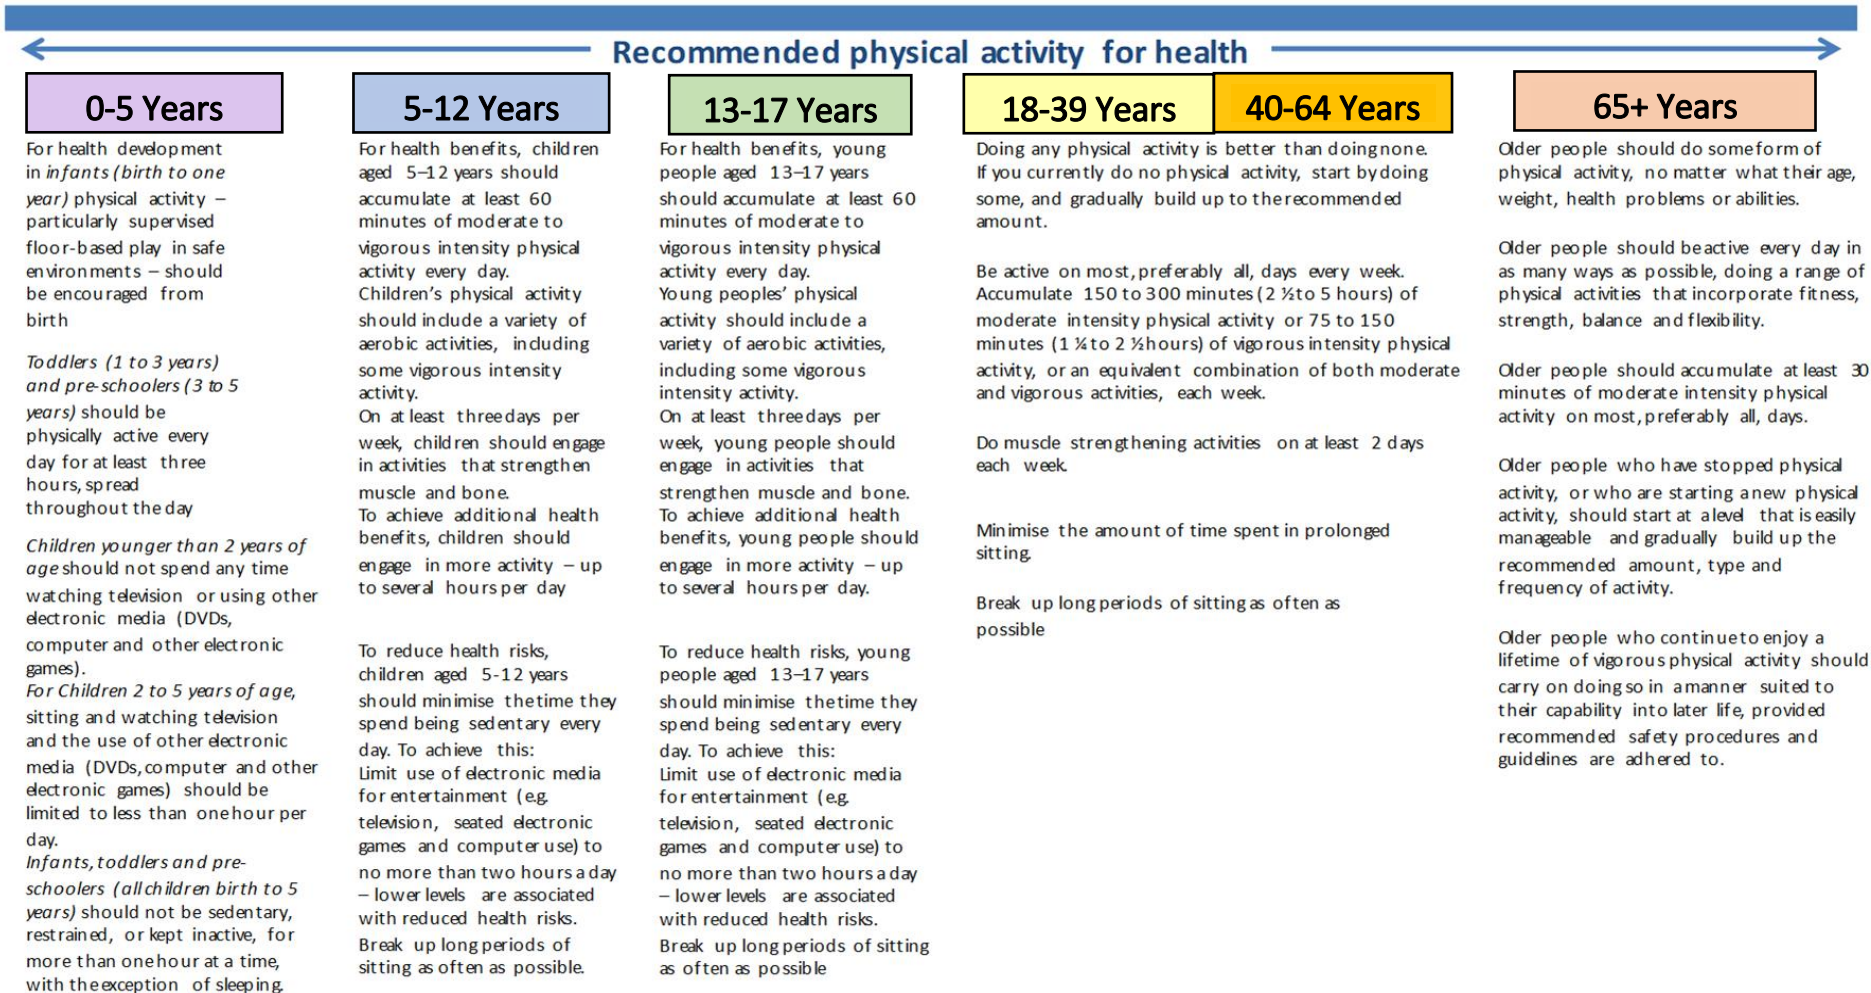 Recommended physical activity for health
0-5 Years
For health development
in infants (birth to one
year) physical activity –
particularly supervised
floor-based play in safe
environments – should
be encouraged from
birth
Toddlers (1 to 3 years)
and pre-schoolers (3 to 5
years) should be
physically active every
day for at least three
hours, spread
throughout the day
Children younger than 2 years of
age should not spend any time
watching television or using other
electronic media (DVDs,
computer and other electronic
games).
For Children 2 to 5 years of age,
sitting and watching television
and the use of other electronic
media (DVDs, computer and other
electronic games) should be
limited to less than one hour per
day.
Infants, toddlers and pre-
schoolers (all children birth to 5
years) should not be sedentary,
restrained, or kept inactive, for
more than one hour at a time,
with the exception of sleeping.
5-12 Years
For health benefits, children
aged 5–12 years should
accumulate at least 60
minutes of moderate to
vigorous intensity physical
activity every day.
Children's physical activity
should include a variety of
aerobic activities, including
some vigorous intensity
activity.
On at least three days per
week, children should engage
in activities that strengthen
muscle and bone.
To achieve additional health
benefits, children should
engage in more activity – up
to several hours per day
To reduce health risks,
children aged 5-12 years
should minimise the time they
spend being sedentary every
day. To achieve this:
Limit use of electronic media
for entertainment (e.g.
television, seated electronic
games and computer use) to
no more than two hours a day
– lower levels are associated
with reduced health risks.
Break up long periods of
sitting as often as possible.
13-17 Years
For health benefits, young
people aged 13–17 years
should accumulate at least 60
minutes of moderate to
vigorous intensity physical
activity every day.
Young peoples' physical
activity should include a
variety of aerobic activities,
including some vigorous
intensity activity.
On at least three days per
week, young people should
engage in activities that
strengthen muscle and bone.
To achieve additional health
benefits, young people should
engage in more activity – up
to several hours per day.
To reduce health risks, young
people aged 13–17 years
should minimise the time they
spend being sedentary every
day. To achieve this:
Limit use of electronic media
for entertainment (e.g.
television, seated electronic
games and computer use) to
no more than two hours a day
– lower levels are associated
with reduced health risks.
Break up long periods of sitting
as often as possible
18-39 Years
40-64 Years
Doing any physical activity is better than doing none.
If you currently do no physical activity, start by doing
some, and gradually build up to the recommended
amount.
Be active on most, preferably all, days every week.
Accumulate 150 to 300 minutes (2 ½ to 5 hours) of
moderate intensity physical activity or 75 to 150
minutes (1 ¼ to 2 ½ hours) of vigorous intensity physical
activity, or an equivalent combination of both moderate
and vigorous activities, each week.
Do muscle strengthening activities on at least 2 days
each week.
Minimise the amount of time spent in prolonged
sitting.
Break up long periods of sitting as often as
possible
65+ Years
Older people should do some form of
physical activity, no matter what their age,
weight, health problems or abilities.
Older people should be active every day in
as many ways as possible, doing a range of
physical activities that incorporate fitness,
strength, balance and flexibility.
Older people should accumulate at least 30
minutes of moderate intensity physical
activity on most, preferably all, days.
Older people who have stopped physical
activity, or who are starting a new physical
activity, should start at a level that is easily
manageable and gradually build up the
recommended amount, type and
frequency of activity.
Older people who continue to enjoy a
lifetime of vigorous physical activity should
carry on doing so in a manner suited to
their capability into later life, provided
recommended safety procedures and
guidelines are adhered to.